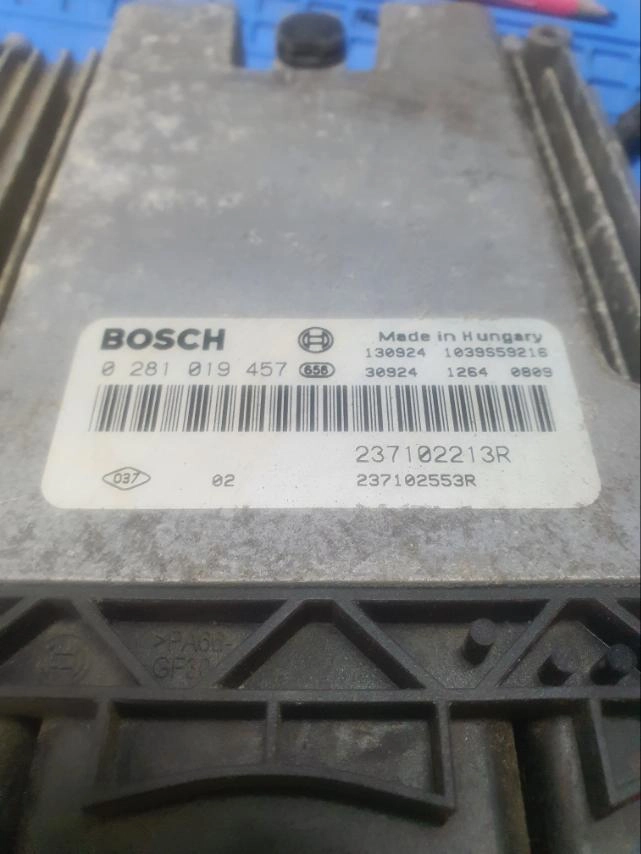 BOSCH Made in Hungary
130924 1039S59216
0 281 019 457 656 30924 1264 0809
237102213R
037 02 237102553R
>PA66-
GF30